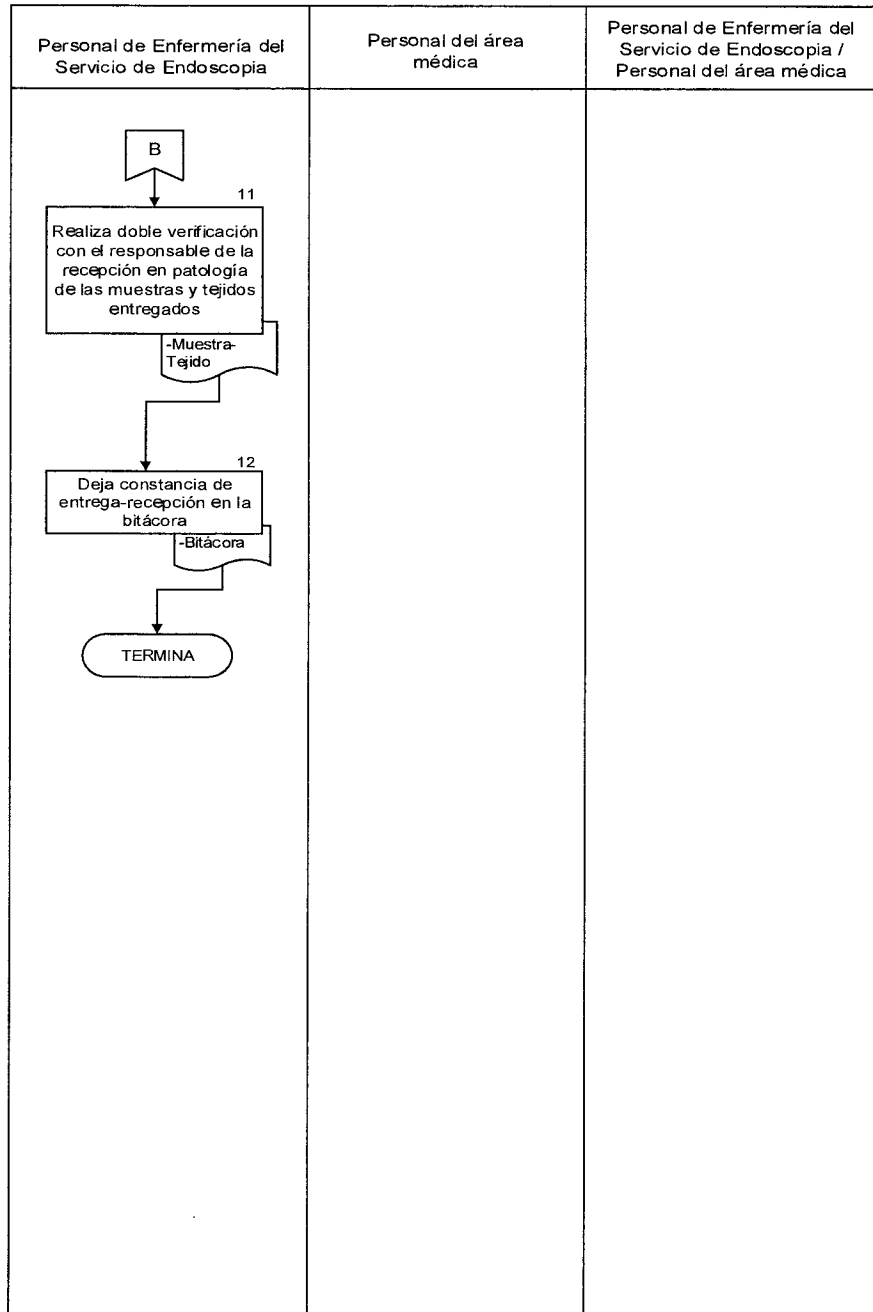 Personal de Enfermería del
Servicio de Endoscopia
Personal del área
médica
Personal de Enfermería del
Servicio de Endoscopia /
Personal del área médica
B
11
Realiza doble verificación
con el responsable de la
recepción en patología
de las muestras y tejidos
entregados
-Muestra-
Tejido
12
Deja constancia de
entrega-recepción en la
bitácora
-Bitácora
TERMINA